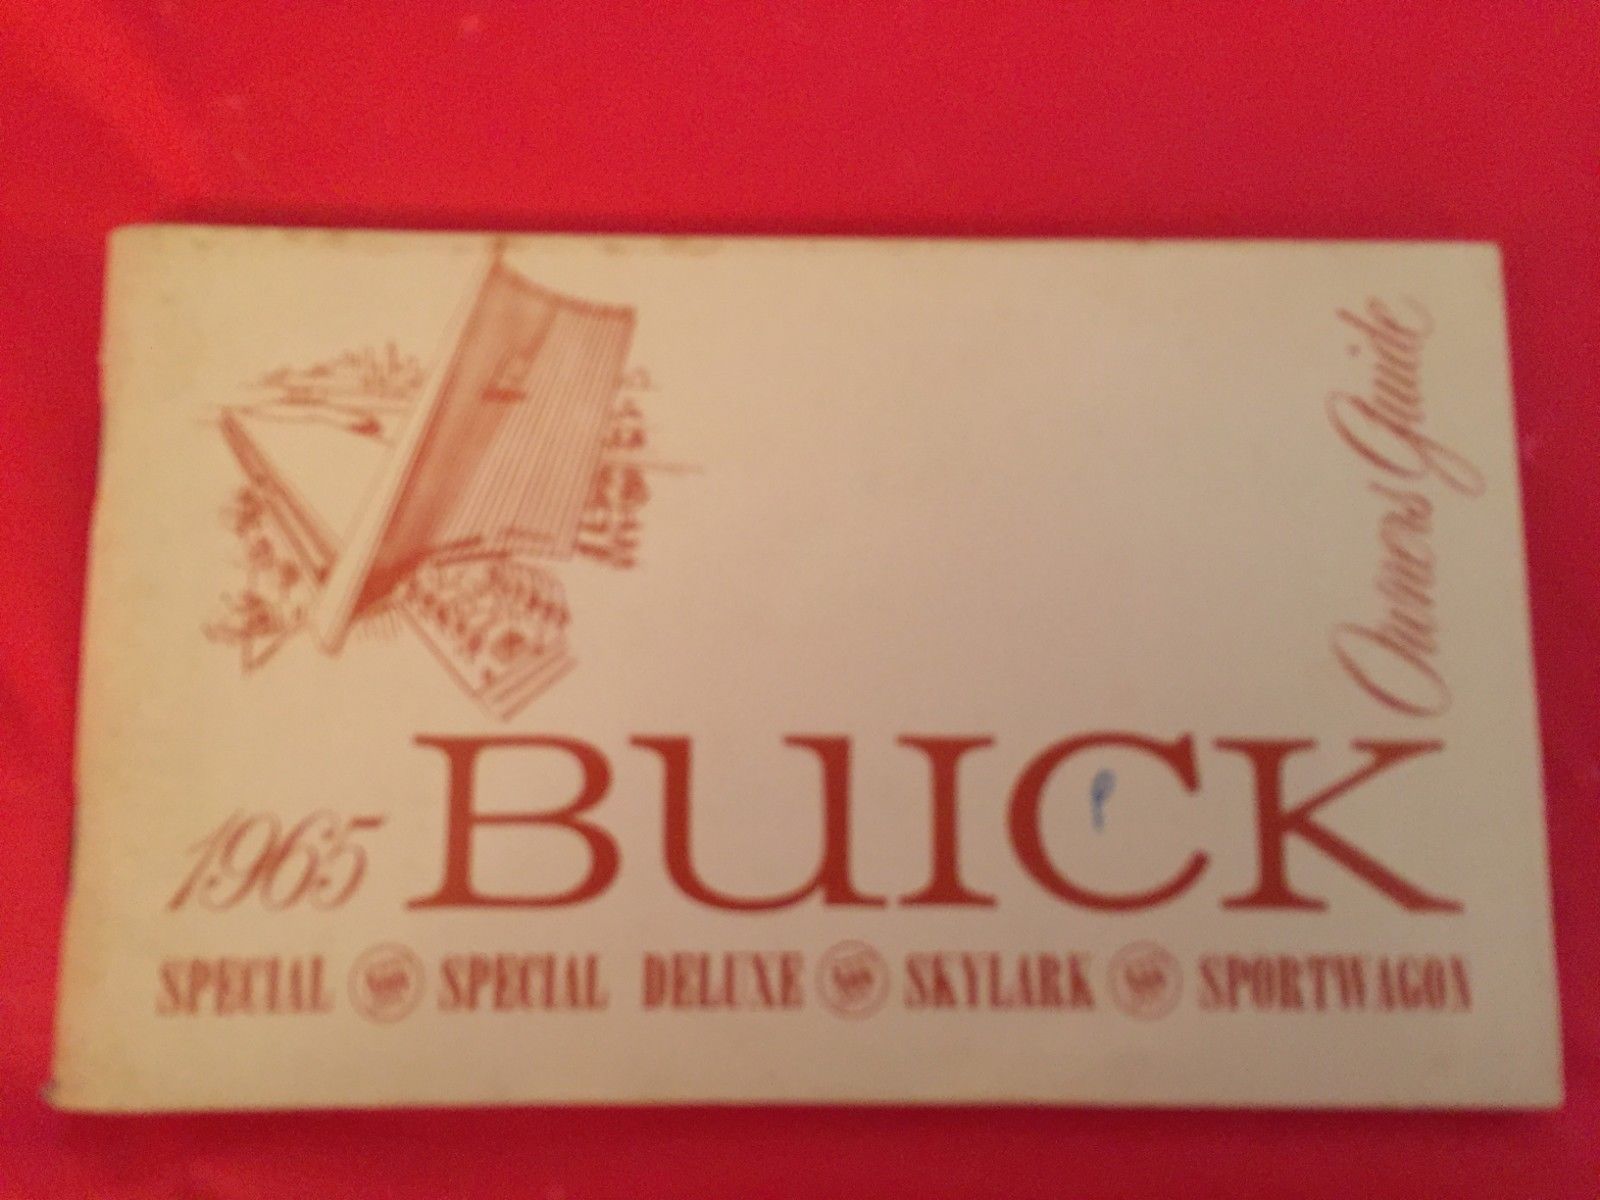 Owners Guide
1965 BUICK
SPECIAL SPECIAL DELUXE SKYLARK SPORTWAGON